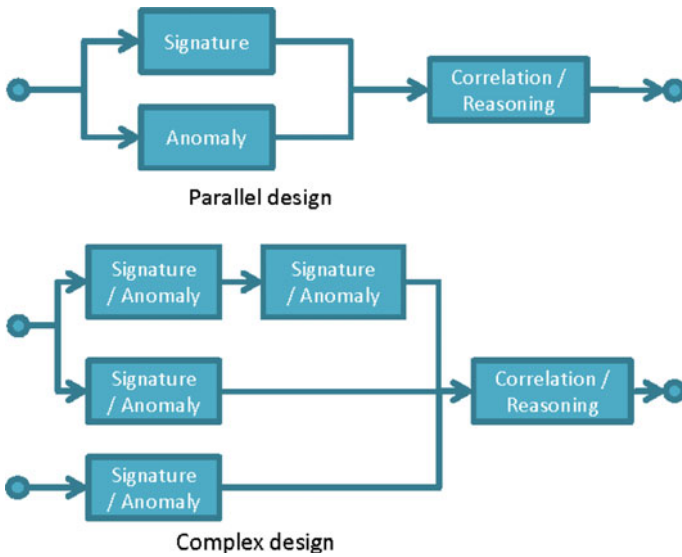 Signature
Correlation /
Reasoning
Anomaly
Parallel design
Signature
/ Anomaly
Signature
/ Anomaly
Signature
/ Anomaly
Correlation /
Reasoning
Signature
/ Anomaly
Complex design